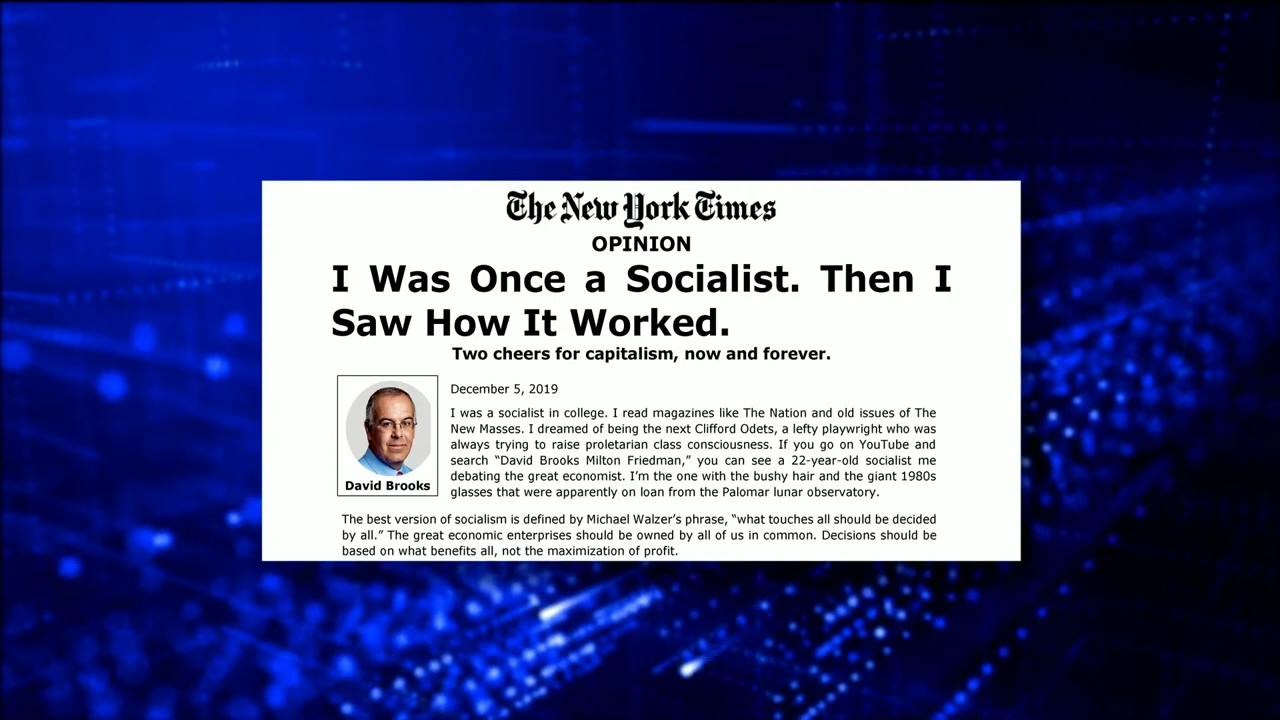 The New York Times
OPINION
I Was Once a Socialist. Then I
Saw How It Worked.
Two cheers for capitalism, now and forever.
David Brooks
December 5, 2019
I was a socialist in college. I read magazines like The Nation and old issues of The
New Masses. I dreamed of being the next Clifford Odets, a lefty playwright who was
always trying to raise proletarian class consciousness. If you go on YouTube and
search “David Brooks Milton Friedman,” you can see a 22-year-old socialist me
debating the great economist. I’m the one with the bushy hair and the giant 1980s
glasses that were apparently on loan from the Palomar lunar observatory.
The best version of socialism is defined by Michael Walzer’s phrase, “what touches all should be decided
by all.” The great economic enterprises should be owned by all of us in common. Decisions should be
based on what benefits all, not the maximization of profit.